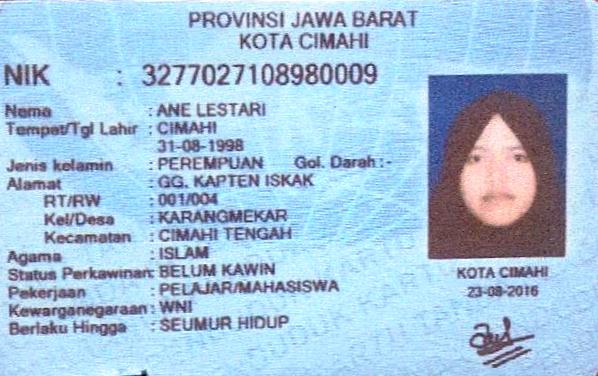 PROVINSI JAWA BARAT
KOTA CIMAHI
NIK : 3277027108980009
Nama : ANE LESTARI
Tempat/Tgl Lahir : CIMAHI
31-08-1998
Jenis kelamin : PEREMPUAN Gol. Darah :-
Alamat : GG. KAPTEN ISKAK
RT/RW : 001/004
Kel/Desa : KARANGMEKAR
Kecamatan : CIMAHI TENGAH
Agama : ISLAM
Status Perkawinan: BELUM KAWIN
Pekerjaan : PELAJAR/MAHASISWA
Kewarganegaraan: WNI
Berlaku Hingga : SEUMUR HIDUP
KOTA CIMAHI
23-08-2016